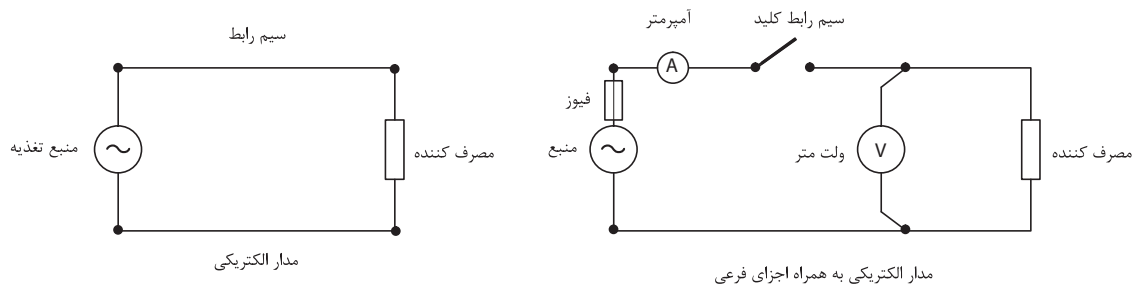 سیم رابط
منبع تغذیه
مصرف کننده
مدار الکتریکی
آمپرمتر
سیم رابط کلید
A
فیوز
منبع
ولت متر
V
مصرف کننده
مدار الکتریکی به همراه اجزای فرعی